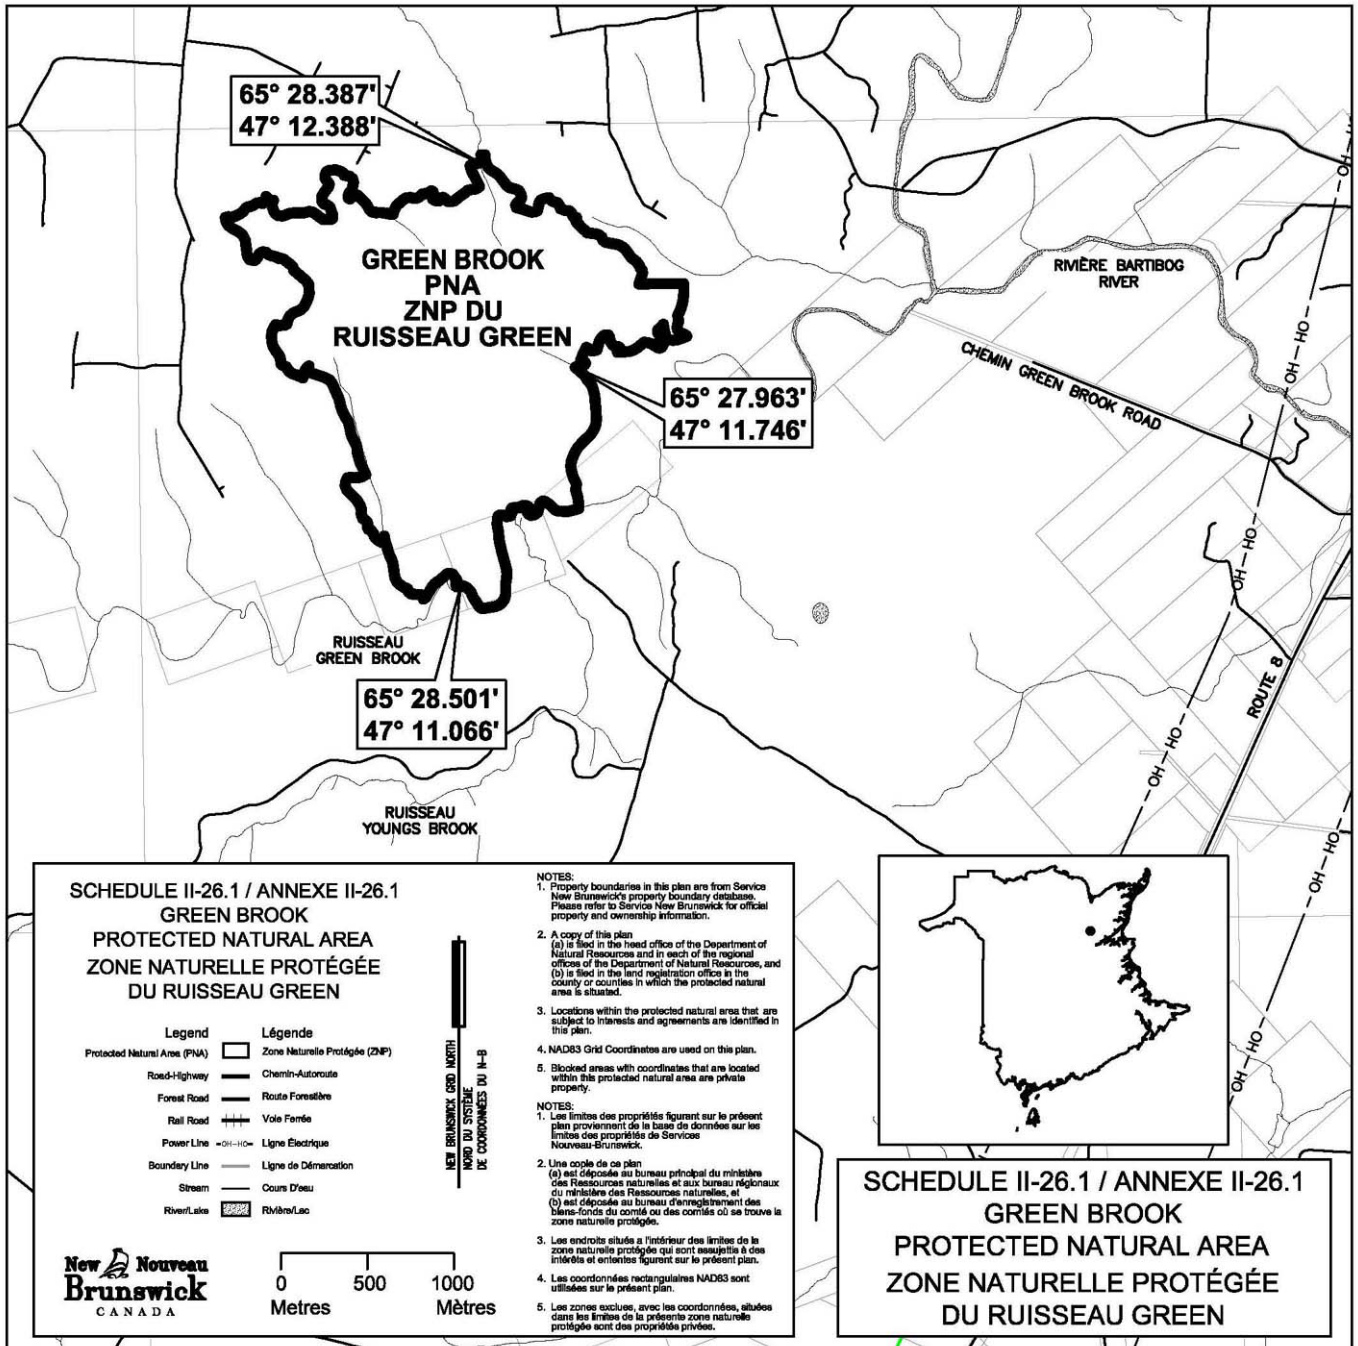 65° 28.387'
47° 12.388'
GREEN BROOK
PNA
ZNP DU
RUISSEAU GREEN
RIVIÈRE BARTIBOG
RIVER
OH
OH — HO
CHEMIN GREEN BROOK ROAD
65° 27.963'
47° 11.746'
OH — HO
RUISSEAU
GREEN BROOK
ROUTE 8
65° 28.501'
47° 11.066'
OH — HO
RUISSEAU
YOUNGS BROOK
OH — HO
OH — HO
SCHEDULE II-26.1 / ANNEXE II-26.1
GREEN BROOK
PROTECTED NATURAL AREA
ZONE NATURELLE PROTÉGÉE
DU RUISSEAU GREEN
Legend Légende
Protected Natural Area (PNA) Zone Naturelle Protégée (ZNP)
Road-Highway Chemin-Autoroute
Forest Road Route Forestière
Rail Road Voie Ferrée
Power Line -OH-HO- Ligne Électrique
Boundary Line Ligne de Démarcation
Stream Cours D'eau
River/Lake Rivière/Lac
NEW BRUNSWICK GRID NORTH
NORD DU SYSTÈME
DE COORDONNÉES DU N-B
New Nouveau
Brunswick
CANADA
0 500 1000
Metres Mètres
NOTES:
1. Property boundaries in this plan are from Service
New Brunswick's property boundary database.
Please refer to Service New Brunswick for official
property and ownership information.
2. A copy of this plan
(a) is filed in the head office of the Department of
Natural Resources and in each of the regional
offices of the Department of Natural Resources, and
(b) is filed in the land registration office in the
county or counties in which the protected natural
area is situated.
3. Locations within the protected natural area that are
subject to interests and agreements are identified in
this plan.
4. NAD83 Grid Coordinates are used on this plan.
5. Blocked areas with coordinates that are located
within this protected natural area are private
property.
NOTES:
1. Les limites des propriétés figurant sur le présent
plan proviennent de la base de données sur les
limites des propriétés de Services
Nouveau-Brunswick.
2. Une copie de ce plan
(a) est déposée au bureau principal du ministère
des Ressources naturelles et aux bureau régionaux
du ministère des Ressources naturelles, et
(b) est déposée au bureau d'enregistrement des
biens-fonds du comté ou des comtés où se trouve la
zone naturelle protégée.
3. Les endroits situés a l'intérieur des limites de la
zone naturelle protégée qui sont assujettis à des
intérêts et ententes figurent sur le présent plan.
4. Les coordonnées rectangulaires NAD83 sont
utilisées sur le présent plan.
5. Les zones exclues, avec les coordonnées, situées
dans les limites de la présente zone naturelle
protégée sont des propriétés privées.
SCHEDULE II-26.1 / ANNEXE II-26.1
GREEN BROOK
PROTECTED NATURAL AREA
ZONE NATURELLE PROTÉGÉE
DU RUISSEAU GREEN